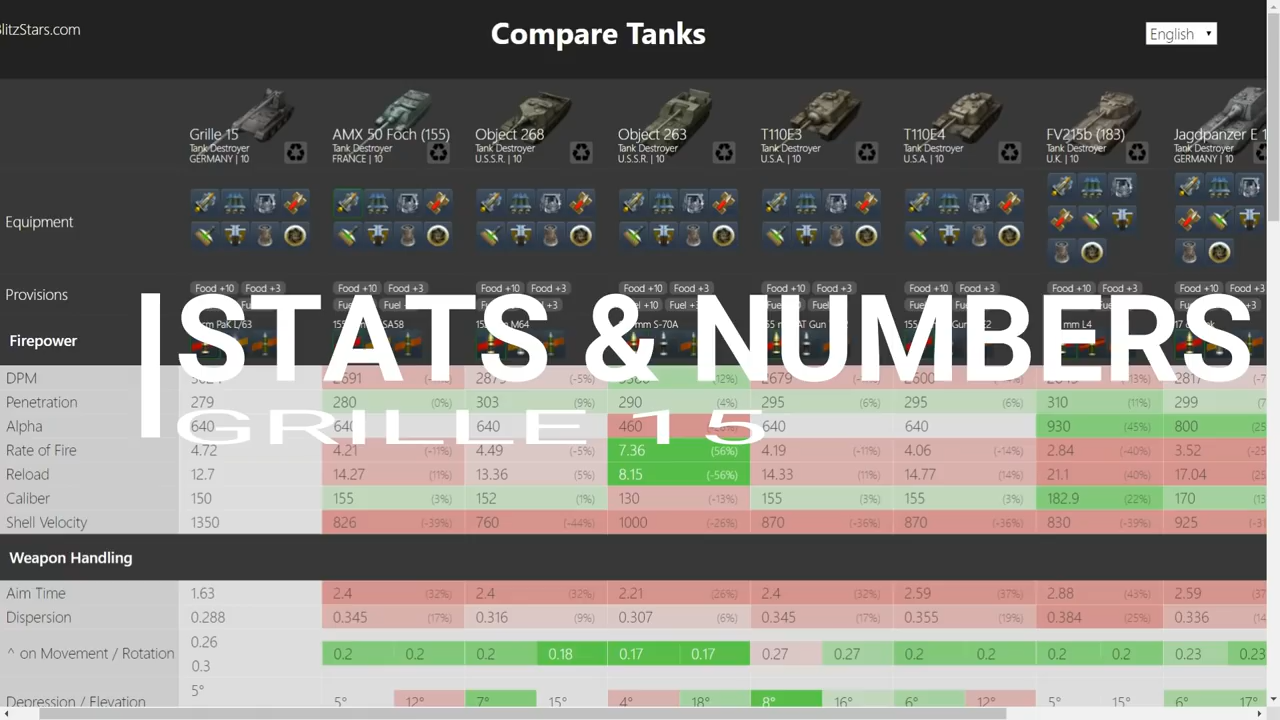 BlitzStars.com
Compare Tanks
English
Grille 15 AMX 50 Foch (155) Object 268 Object 263 T110E3 T110E4 FV215b (183) Jagdpanzer E 1
Tank Destroyer Tank Destroyer Tank Destroyer Tank Destroyer Tank Destroyer Tank Destroyer Tank Destroyer Tank Destroyer
GERMANY | 10 FRANCE | 10 U.S.S.R. | 10 U.S.S.R. | 10 U.S.A. | 10 U.S.A. | 10 U.K. | 10 GERMANY | 10
Equipment
Provisions
Food +10 Food +3 Food +10 Food +3 Food +10 Food +3 Food +10 Food +3 Food +10 Food +3 Food +10 Food +3 Food +10 Food +3 Food +10
STATS & NUMBERS
GRILLE 15
Firepower
DPM 2691
Penetration 279 280 (0%) 303 (9%) 290 (4%) 295 (6%) 295 (6%) 310 (11%) 299
Alpha 640 640 640 460 640 640 930 (45%) 800
Rate of Fire 4.72 4.21 (-11%) 4.49 (-5%) 7.36 (56%) 4.19 (-11%) 4.06 (-14%) 2.84 (-40%) 3.52
Reload 12.7 14.27 (11%) 13.36 (5%) 8.15 (-56%) 14.33 (11%) 14.77 (14%) 21.1 (40%) 17.04
Caliber 150 155 (3%) 152 (1%) 130 (-13%) 155 (3%) 155 (3%) 182.9 (22%) 170
Shell Velocity 1350 826 (-39%) 760 (-44%) 1000 (-26%) 870 (-36%) 870 (-36%) 830 (-39%) 925
Weapon Handling
Aim Time 1.63 2.4 (32%) 2.4 (32%) 2.21 (26%) 2.4 (32%) 2.59 (37%) 2.88 (43%) 2.59
Dispersion 0.288 0.345 (17%) 0.316 (9%) 0.307 (6%) 0.345 (17%) 0.355 (19%) 0.384 (25%) 0.336
0.26
^ on Movement / Rotation 0.2 0.2 0.2 0.18 0.17 0.17 0.27 0.27 0.2 0.2 0.2 0.2 0.23 0.23
0.3
5°
Depression / Elevation 5° 12° 7° 15° 4° 18° 8° 16° 6° 12° 5° 15° 6° 17°